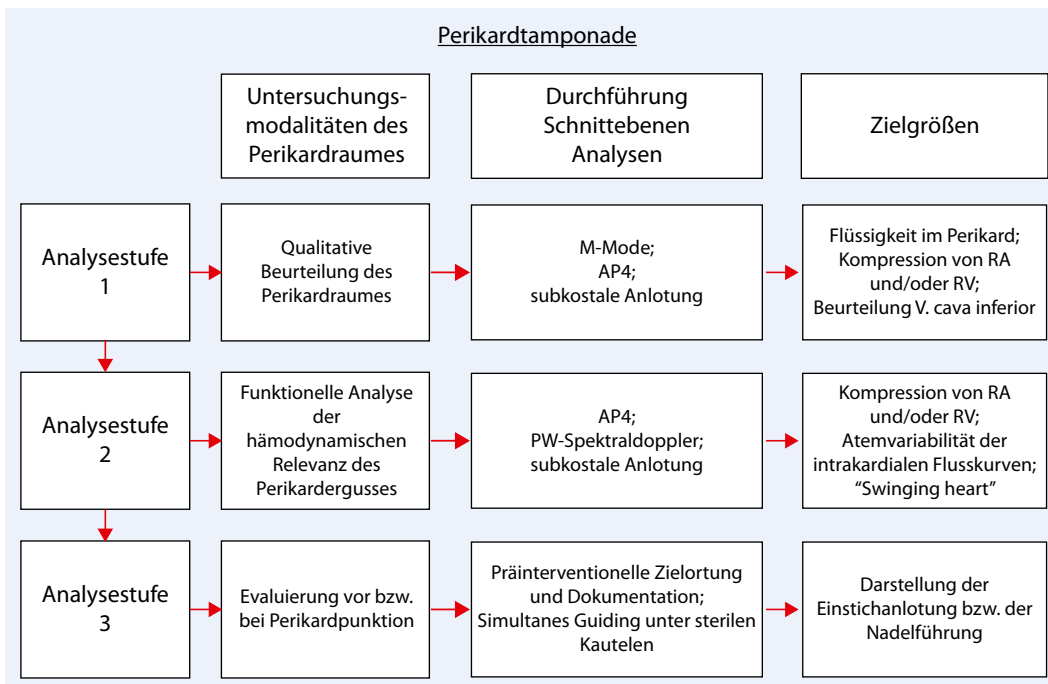 Perikardtamponade
Untersuchungs-
modalitäten des
Perikardraumes
Durchführung
Schnittebenen
Analysen
Zielgrößen
Analysestufe
1
Qualitative
Beurteilung des
Perikardraumes
M-Mode;
AP4;
subkostale Anlotung
Flüssigkeit im Perikard;
Kompression von RA
und/oder RV;
Beurteilung V. cava inferior
Analysestufe
2
Funktionelle Analyse
der
hämodynamischen
Relevanz des
Perikardergusses
AP4;
PW-Spektraldoppler;
subkostale Anlotung
Kompression von RA
und/oder RV;
Atemvariabilität der
intrakardialen Flusskurven;
“Swinging heart”
Analysestufe
3
Evaluierung vor bzw.
bei Perikardpunktion
Präinterventionelle Zielortung
und Dokumentation;
Simultanes Guiding unter sterilen
Kautelen
Darstellung der
Einstichanlotung bzw. der
Nadelführung